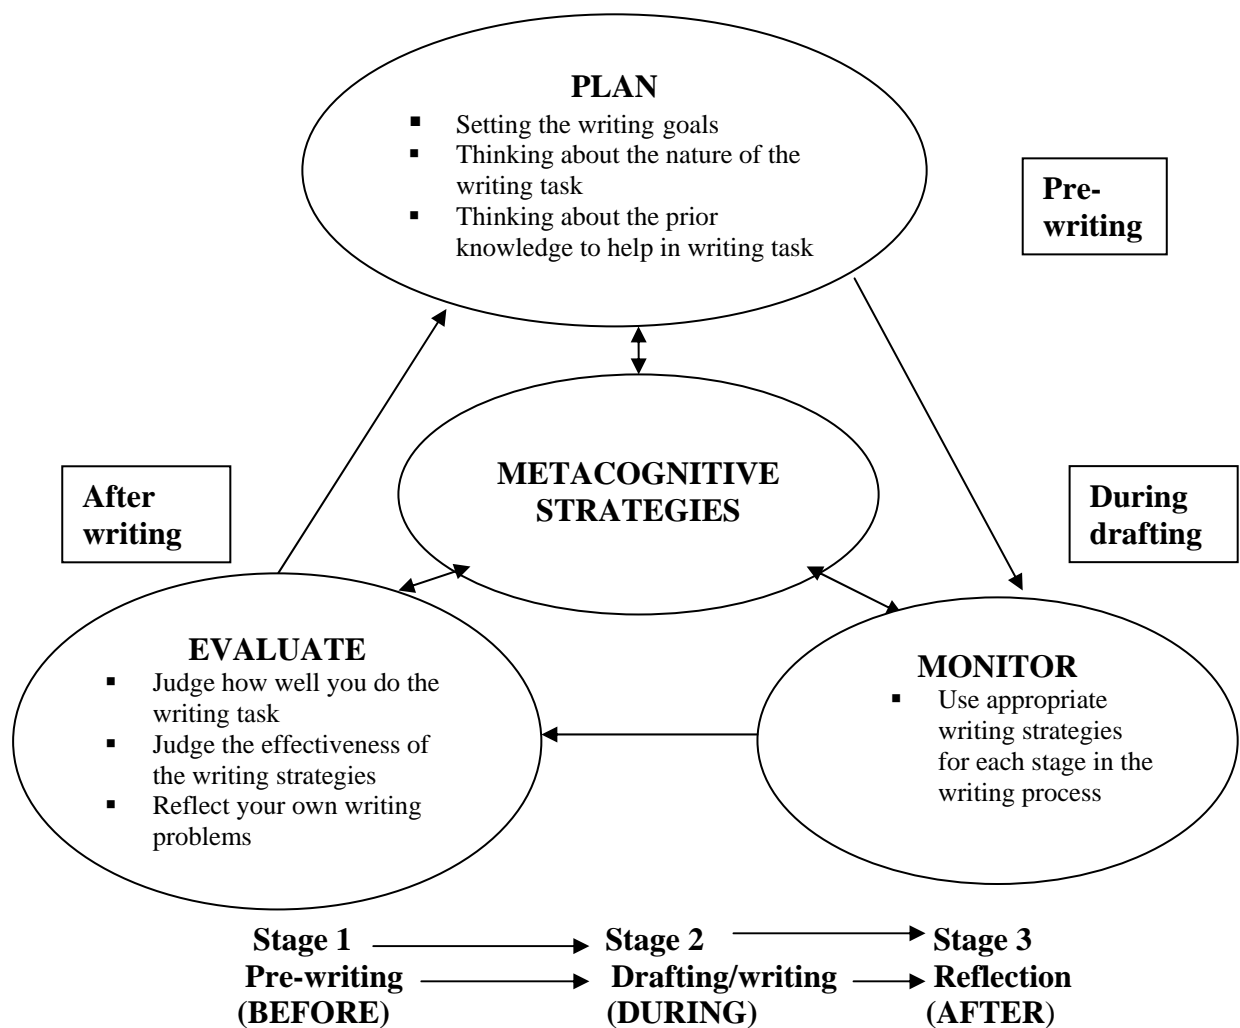 PLAN
▪ Setting the writing goals
▪ Thinking about the nature of the
writing task
▪ Thinking about the prior
knowledge to help in writing task
Pre-
writing
METACOGNITIVE
STRATEGIES
After
writing
During
drafting
EVALUATE
▪ Judge how well you do the
writing task
▪ Judge the effectiveness of
the writing strategies
▪ Reflect your own writing
problems
MONITOR
▪ Use appropriate
writing strategies
for each stage in the
writing process
Stage 1 Stage 2 Stage 3
Pre-writing Drafting/writing Reflection
(BEFORE) (DURING) (AFTER)